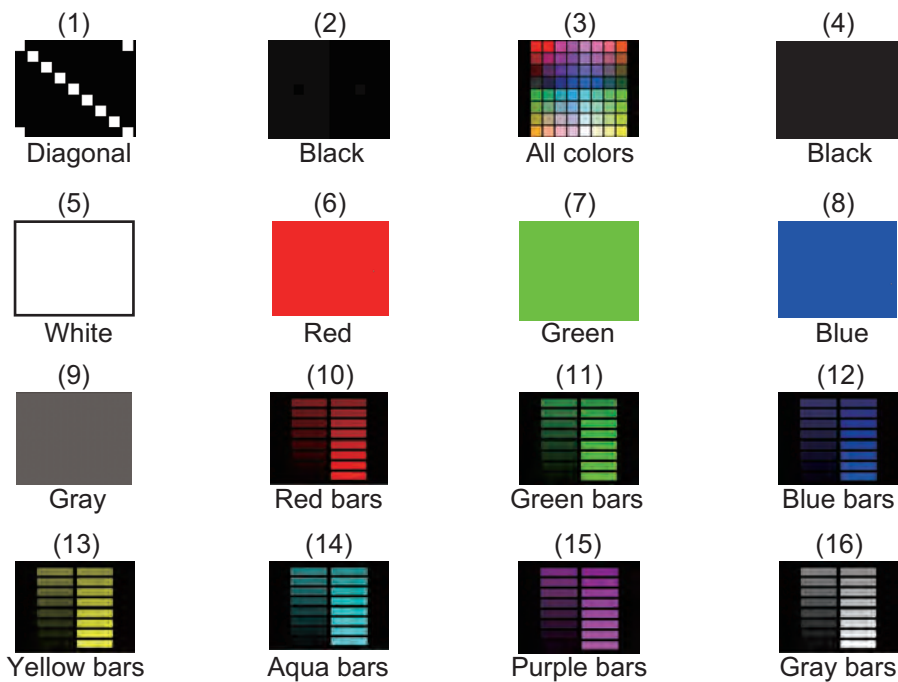 (1) (2) (3) (4)
Diagonal Black All colors Black
(5) (6) (7) (8)
White Red Green Blue
(9) (10) (11) (12)
Gray Red bars Green bars Blue bars
(13) (14) (15) (16)
Yellow bars Aqua bars Purple bars Gray bars